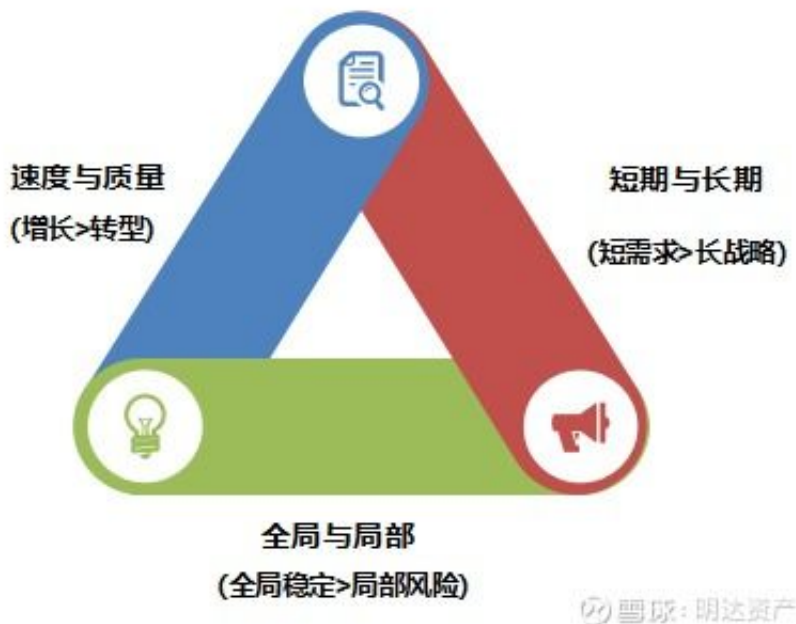 速度与质量
(增长>转型)
短期与长期
(短需求>长战略)
全局与局部
(全局稳定>局部风险)
雪球：明达资产